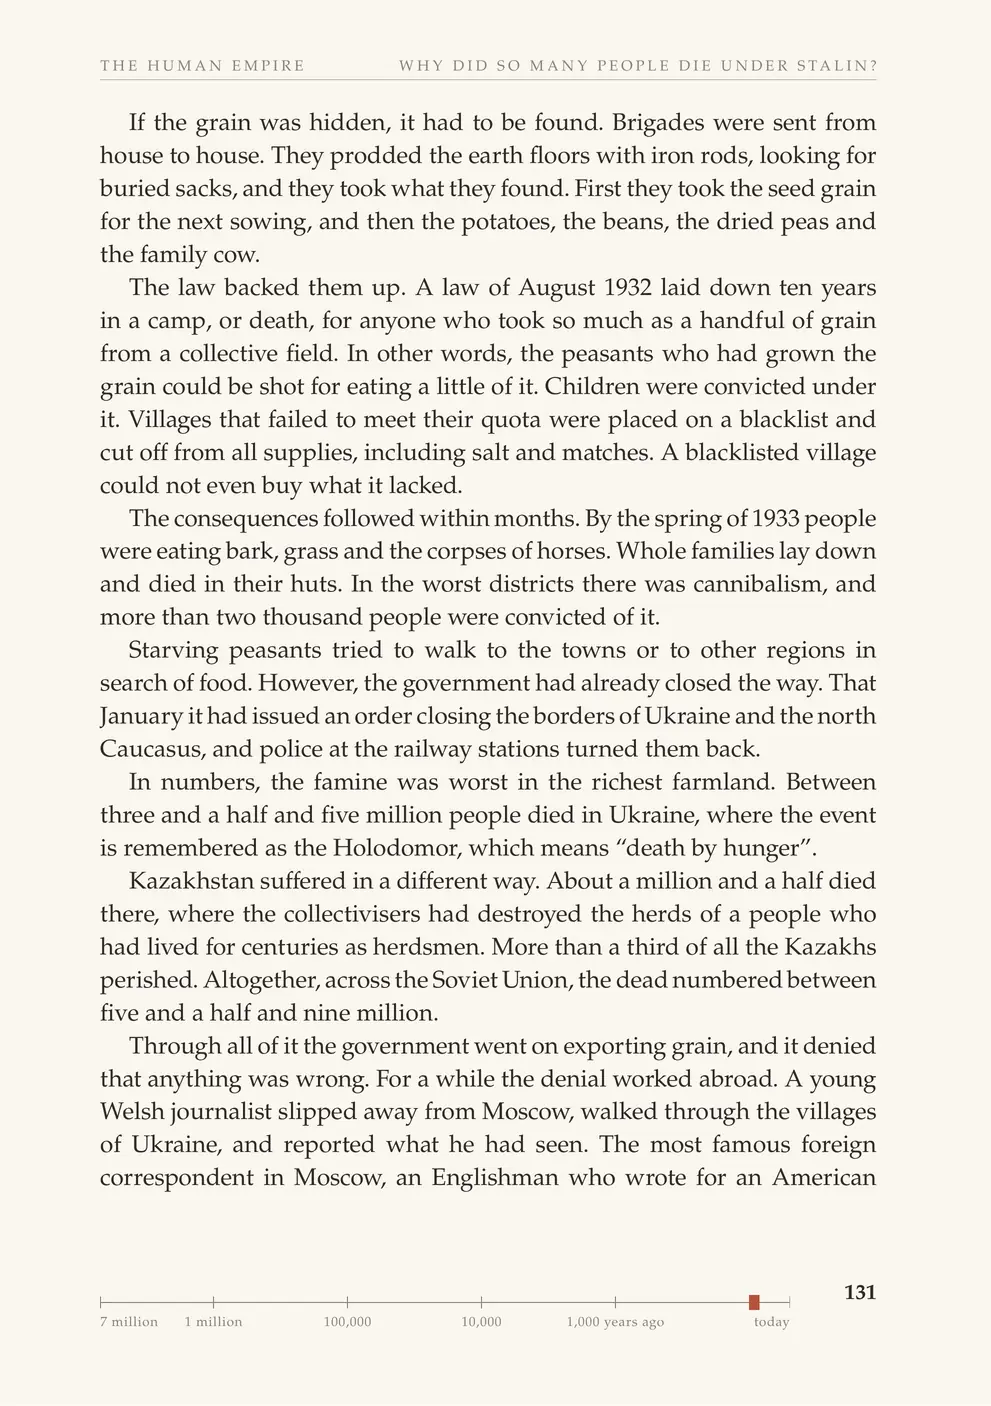 THE HUMAN EMPIRE WHY DID SO MANY PEOPLE DIE UNDER STALIN?
If the grain was hidden, it had to be found. Brigades were sent from
house to house. They prodded the earth floors with iron rods, looking for
buried sacks, and they took what they found. First they took the seed grain
for the next sowing, and then the potatoes, the beans, the dried peas and
the family cow.
The law backed them up. A law of August 1932 laid down ten years
in a camp, or death, for anyone who took so much as a handful of grain
from a collective field. In other words, the peasants who had grown the
grain could be shot for eating a little of it. Children were convicted under
it. Villages that failed to meet their quota were placed on a blacklist and
cut off from all supplies, including salt and matches. A blacklisted village
could not even buy what it lacked.
The consequences followed within months. By the spring of 1933 people
were eating bark, grass and the corpses of horses. Whole families lay down
and died in their huts. In the worst districts there was cannibalism, and
more than two thousand people were convicted of it.
Starving peasants tried to walk to the towns or to other regions in
search of food. However, the government had already closed the way. That
January it had issued an order closing the borders of Ukraine and the north
Caucasus, and police at the railway stations turned them back.
In numbers, the famine was worst in the richest farmland. Between
three and a half and five million people died in Ukraine, where the event
is remembered as the Holodomor, which means “death by hunger”.
Kazakhstan suffered in a different way. About a million and a half died
there, where the collectivisers had destroyed the herds of a people who
had lived for centuries as herdsmen. More than a third of all the Kazakhs
perished. Altogether, across the Soviet Union, the dead numbered between
five and a half and nine million.
Through all of it the government went on exporting grain, and it denied
that anything was wrong. For a while the denial worked abroad. A young
Welsh journalist slipped away from Moscow, walked through the villages
of Ukraine, and reported what he had seen. The most famous foreign
correspondent in Moscow, an Englishman who wrote for an American
131
7 million 1 million 100,000 10,000 1,000 years ago today